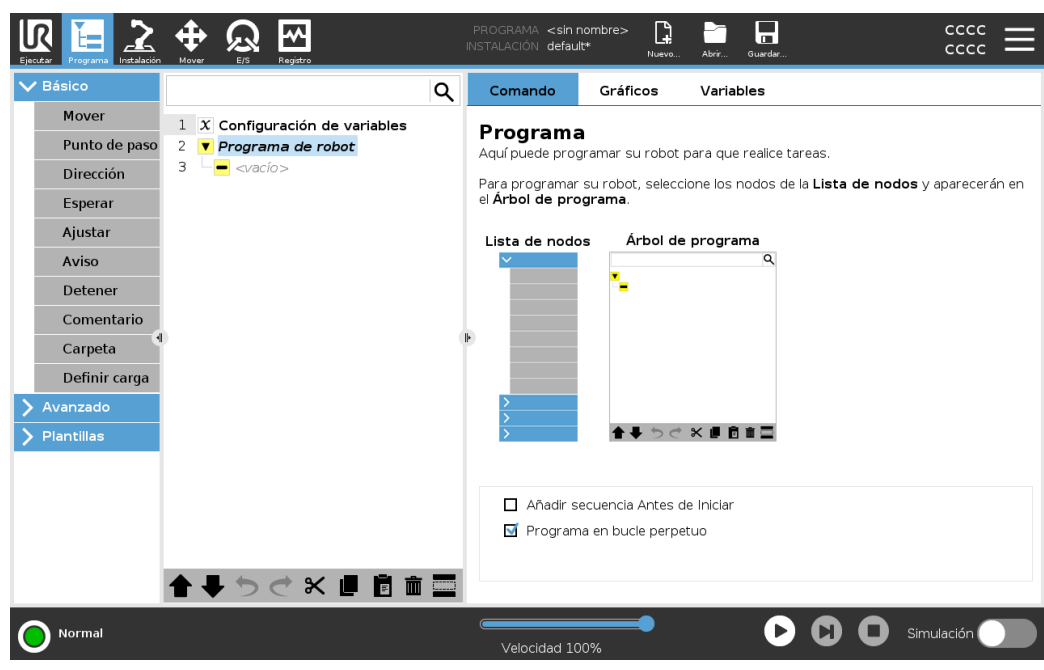 PROGRAMA <sin nombre>
INSTALACIÓN default*
UR
Ejecutar
Programa
Instalación
Mover
E/S
Registro
Nuevo...
Abrir...
Guardar...
cccc
cccc
Básico
Mover
Punto de paso
Dirección
Esperar
Ajustar
Aviso
Detener
Comentario
Carpeta
Definir carga
Avanzado
Plantillas
1 X Configuración de variables
2 Programa de robot
3 <vacío>
Comando
Gráficos
Variables
Programa
Aquí puede programar su robot para que realice tareas.
Para programar su robot, seleccione los nodos de la Lista de nodos y aparecerán en
el Árbol de programa.
Lista de nodos
Árbol de programa
Añadir secuencia Antes de Iniciar
Programa en bucle perpetuo
Normal
Velocidad 100%
Simulación